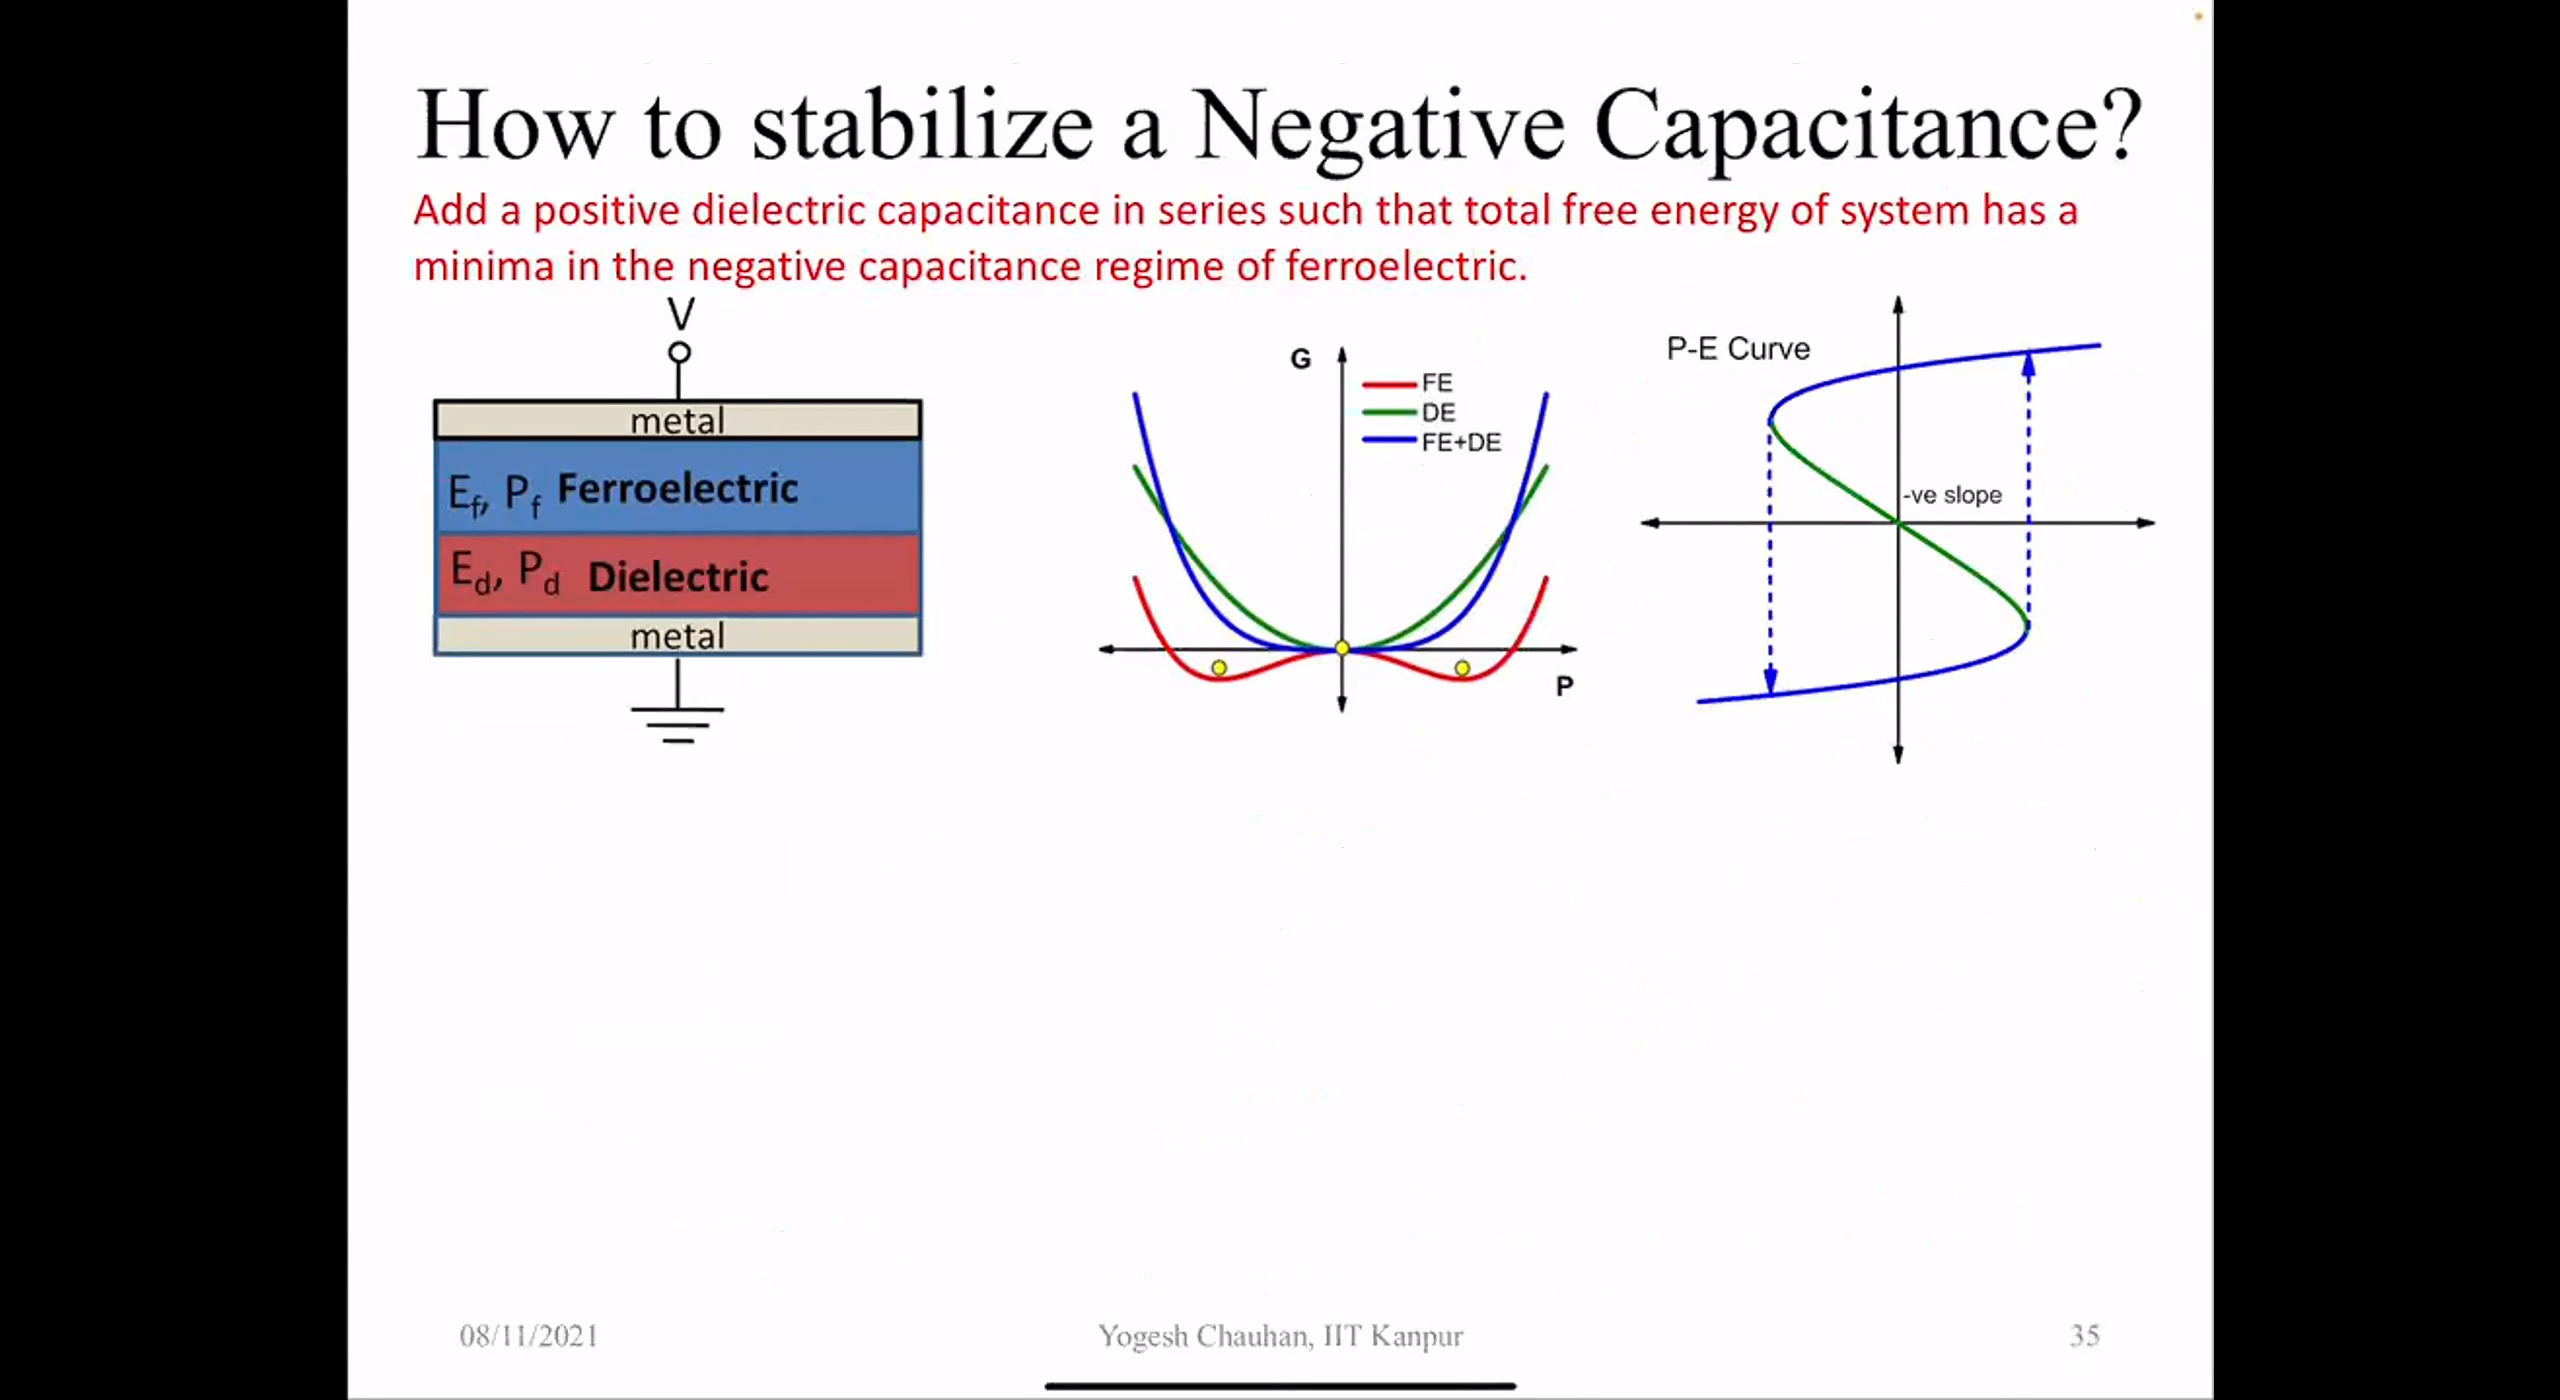 How to stabilize a Negative Capacitance?
Add a positive dielectric capacitance in series such that total free energy of system has a
minima in the negative capacitance regime of ferroelectric.
V
metal
Ef, Pf Ferroelectric
Ed, Pd Dielectric
metal
G
FE
DE
FE+DE
P
P-E Curve
-ve slope
08/11/2021
Yogesh Chauhan, IIT Kanpur
35